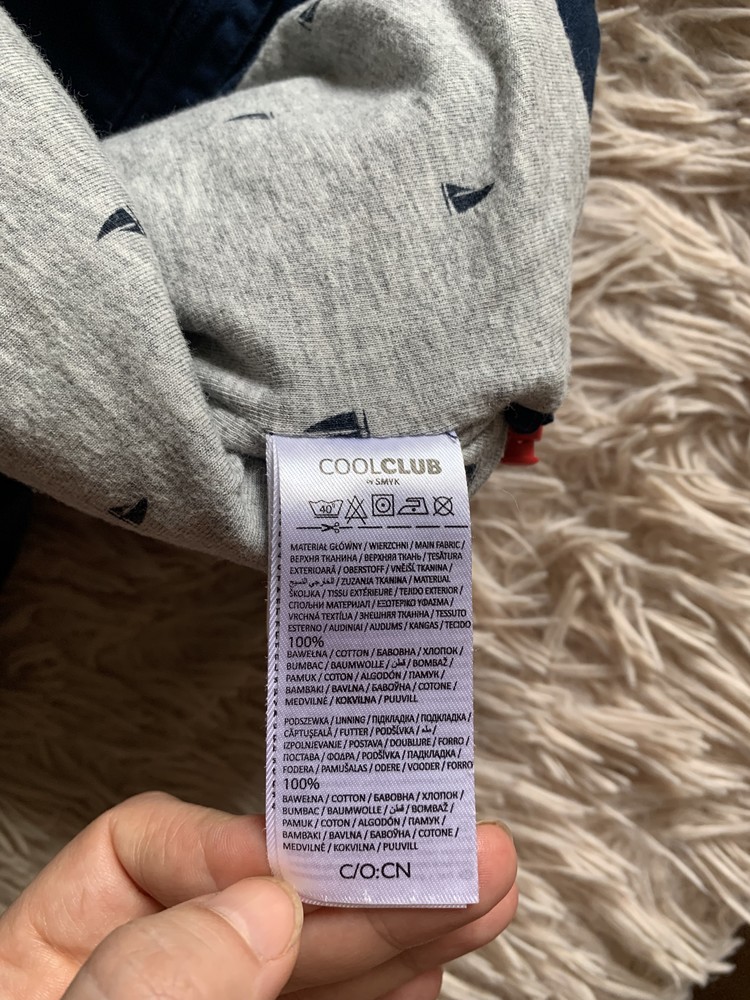 COOLCLUB
by SMYK
40°
MATERIAŁ GŁÓWNY / WIERZCHNI / MAIN FABRIC /
ВЕРХНЯ ТКАНИНА / ВЕРХНЯЯ ТКАНЬ / ȚESĂTURA
EXTERIOARĂ / OBERSTOFF / VNĚJŠÍ TKANINA /
النسيج الخارجي / ZUZANJA TKANINA / MATERIAL
ŠKOLJKA / TISSU EXTÉRIEURE / TEJIDO EXTERIOR /
СПОЉНИ МАТЕРИЈАЛ / ΕΞΩΤΕΡΙΚΟ ΥΦΑΣΜΑ /
VRCHNÁ TEXTÍLIA / ЗНЕШНЯЯ ТКАНІНА / TESSUTO
ESTERNO / AUDINIAI / AUDUMS / KANGAS / TECIDO
100%
BAWEŁNA / COTTON / БАВОВНА / ХЛОПОК /
BUMBAC / BAUMWOLLE / قطن / BOMBAŽ /
PAMUK / COTON / ALGODÓN / ПАМУК /
ΒΑΜΒΑΚΙ / BAVLNA / БАВОЎНА / COTONE /
MEDVILNĖ / KOKVILNA / PUUVILL
PODSZEWKA / LINNING / ПІДКЛАДКА / ПОДКЛАДКА /
CĂPTUȘEALĂ / FUTTER / PODŠÍVKA /
IZPOLNJEVANJE / POSTAVA / DOUBLURE / FORRO /
ПОСТАВА / ΦΟΔΡΑ / PODŠÍVKA / ПАДКЛАДКА /
FODERA / PAMUŠALAS / ODERE / VOODER / FORRO
100%
BAWEŁNA / COTTON / БАВОВНА / ХЛОПОК /
BUMBAC / BAUMWOLLE / قطن / BOMBAŽ /
PAMUK / COTON / ALGODÓN / ПАМУК /
ΒΑΜΒΑΚΙ / BAVLNA / БАВОЎНА / COTONE /
MEDVILNĖ / KOKVILNA / PUUVILL
C/O:CN